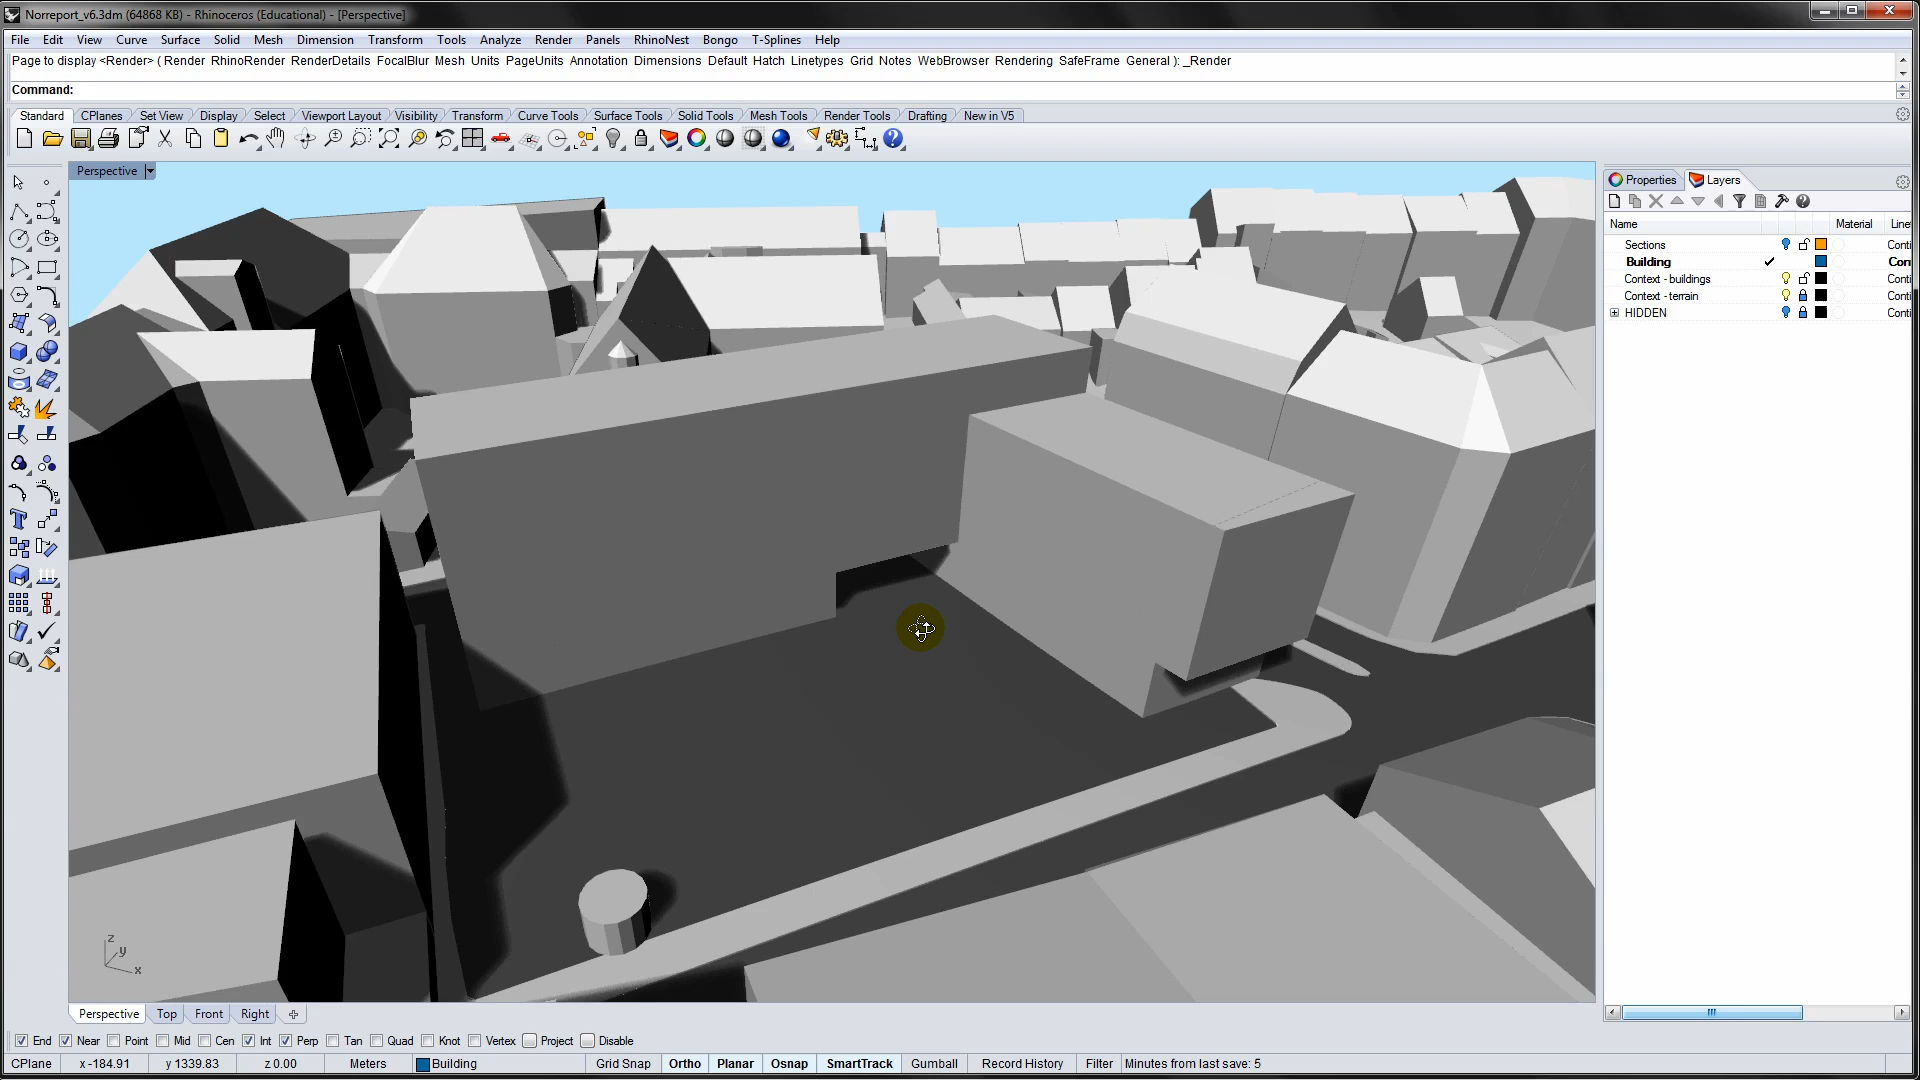 Norreport_v6.3dm (64868 KB) - Rhinoceros (Educational) - [Perspective]
File Edit View Curve Surface Solid Mesh Dimension Transform Tools Analyze Render Panels RhinoNest Bongo T-Splines Help
Page to display <Render> ( Render RhinoRender RenderDetails FocalBlur Mesh Units PageUnits Annotation Dimensions Default Hatch Linetypes Grid Notes WebBrowser Rendering SafeFrame General ): _Render
Command:
Standard CPlanes Set View Display Select Viewport Layout Visibility Transform Curve Tools Surface Tools Solid Tools Mesh Tools Render Tools Drafting New in V5
Perspective
Properties Layers
Name Material Line
Sections Conti
Building Con
Context - buildings Conti
Context - terrain Conti
HIDDEN Conti
z
y
x
Perspective Top Front Right
End Near Point Mid Cen Int Perp Tan Quad Knot Vertex Project Disable
CPlane x -184.91 y 1339.83 z 0.00 Meters Building Grid Snap Ortho Planar Osnap SmartTrack Gumball Record History Filter Minutes from last save: 5